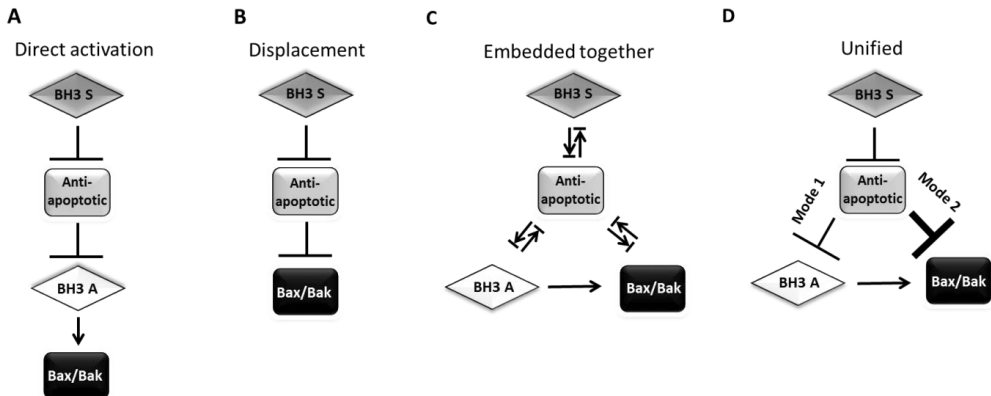 A
Direct activation
BH3 S
Anti-
apoptotic
BH3 A
Bax/Bak
B
Displacement
BH3 S
Anti-
apoptotic
Bax/Bak
C
Embedded together
BH3 S
Anti-
apoptotic
BH3 A
Bax/Bak
D
Unified
BH3 S
Anti-
apoptotic
Mode 1
Mode 2
BH3 A
Bax/Bak